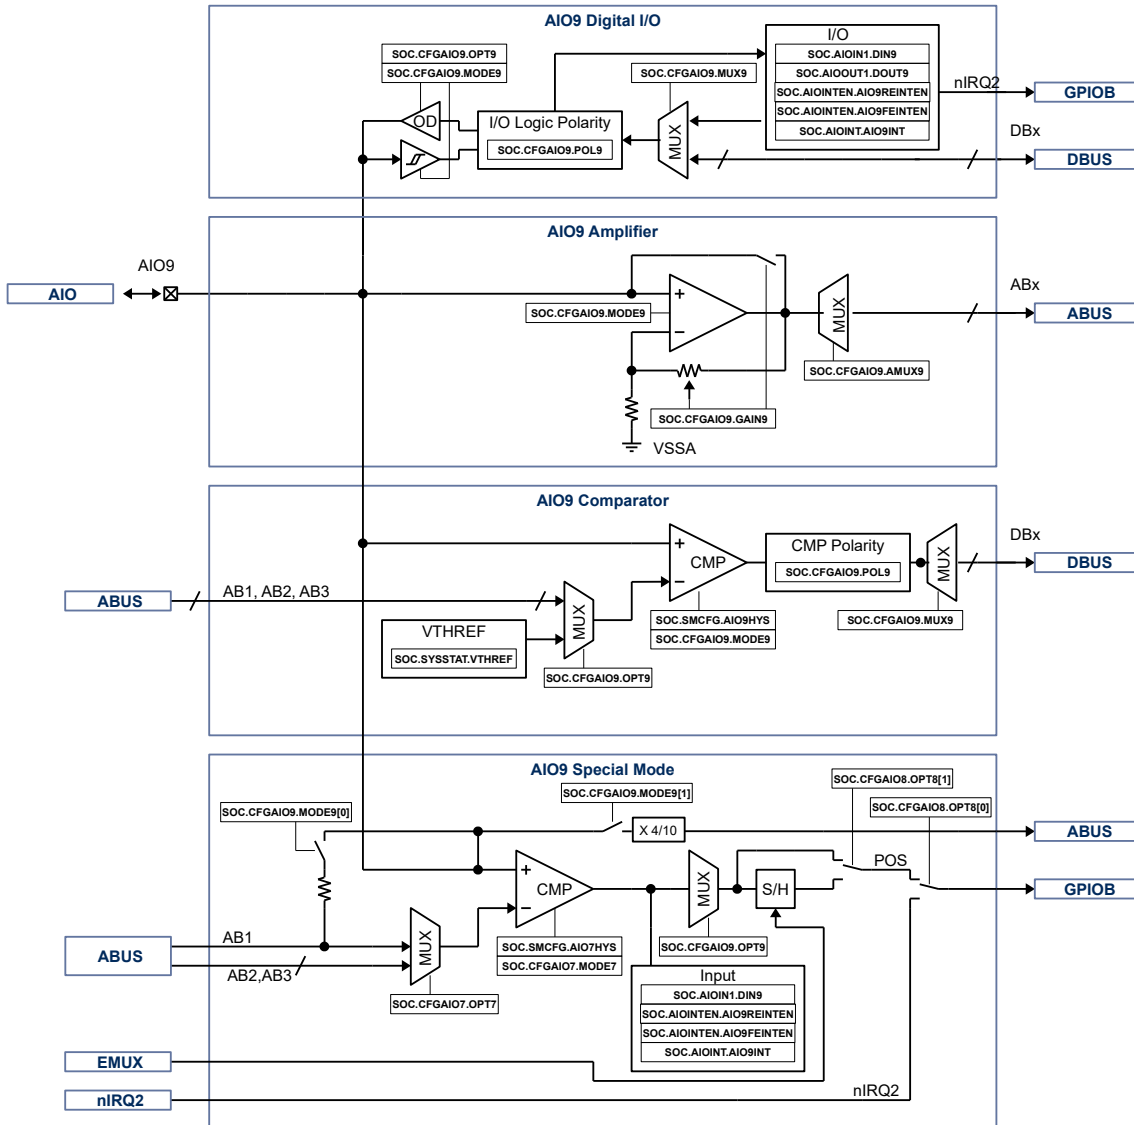 AIO9 Digital I/O
SOC.CFGAIO9.OPT9
SOC.CFGAIO9.MODE9
OD
I/O Logic Polarity
SOC.CFGAIO9.POL9
SOC.CFGAIO9.MUX9
MUX
I/O
SOC.AIOIN1.DIN9
SOC.AIOOUT1.DOUT9
SOC.AIOINTEN.AIO9REINTEN
SOC.AIOINTEN.AIO9FEINTEN
SOC.AIOINT.AIO9INT
nIRQ2
GPIOB
DBx
DBUS
AIO9 Amplifier
AIO9
AIO
SOC.CFGAIO9.MODE9
+
−
MUX
ABx
ABUS
SOC.CFGAIO9.AMUX9
SOC.CFGAIO9.GAIN9
VSSA
AIO9 Comparator
ABUS
AB1, AB2, AB3
VTHREF
SOC.SYSSTAT.VTHREF
MUX
SOC.CFGAIO9.OPT9
+
−
CMP
SOC.SMCFG.AIO9HYS
SOC.CFGAIO9.MODE9
CMP Polarity
SOC.CFGAIO9.POL9
MUX
SOC.CFGAIO9.MUX9
DBx
DBUS
AIO9 Special Mode
SOC.CFGAIO9.MODE9[0]
SOC.CFGAIO9.MODE9[1]
SOC.CFGAIO8.OPT8[1]
SOC.CFGAIO8.OPT8[0]
X 4/10
ABUS
+
−
CMP
MUX
S/H
POS
GPIOB
ABUS
AB1
AB2,AB3
MUX
SOC.CFGAIO7.OPT7
SOC.SMCFG.AIO7HYS
SOC.CFGAIO7.MODE7
SOC.CFGAIO9.OPT9
Input
SOC.AIOIN1.DIN9
SOC.AIOINTEN.AIO9REINTEN
SOC.AIOINTEN.AIO9FEINTEN
SOC.AIOINT.AIO9INT
EMUX
nIRQ2
nIRQ2